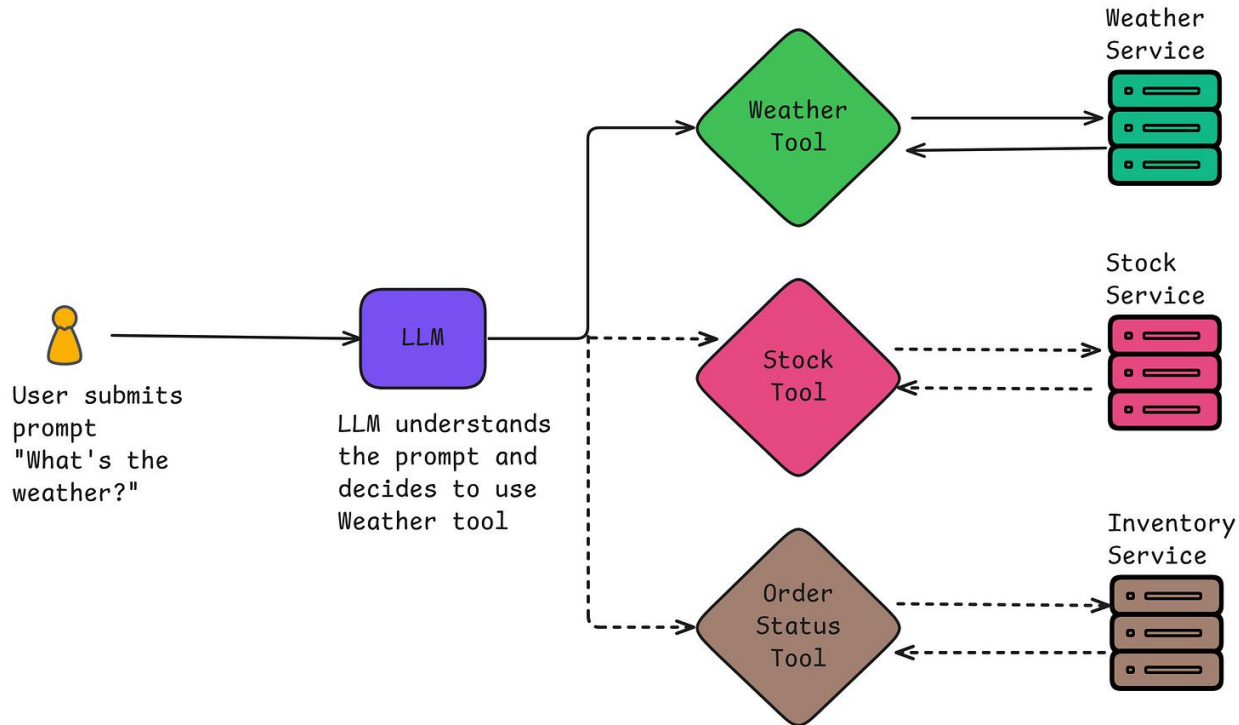 User submits
prompt
"What's the
weather?"
LLM
LLM understands
the prompt and
decides to use
Weather tool
Weather
Tool
Weather
Service
Stock
Tool
Stock
Service
Order
Status
Tool
Inventory
Service